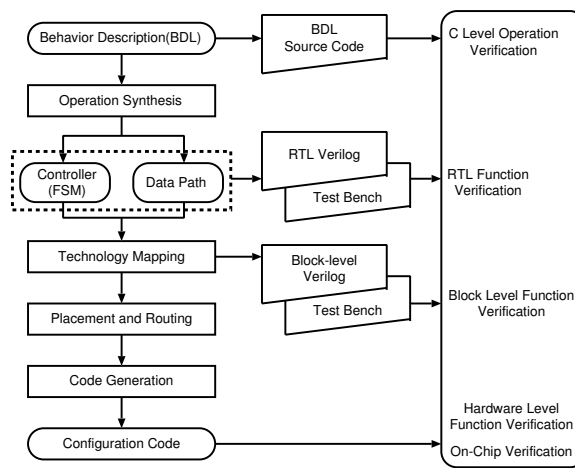 Behavior Description(BDL)
BDL
Source Code
C Level Operation
Verification
Operation Synthesis
Controller
(FSM)
Data Path
RTL Verilog
Test Bench
RTL Function
Verification
Technology Mapping
Block-level
Verilog
Test Bench
Block Level Function
Verification
Placement and Routing
Code Generation
Hardware Level
Function Verification
Configuration Code
On-Chip Verification